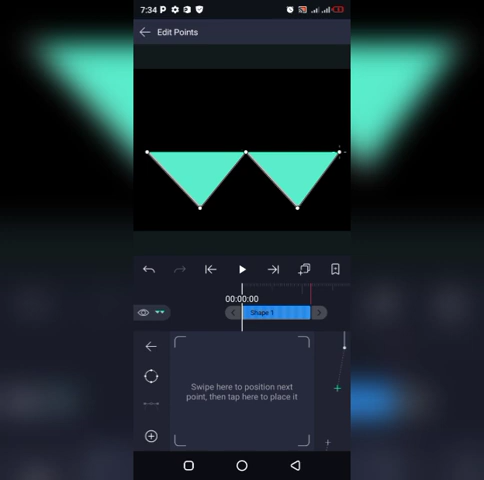 7:34 P
Edit Points
00:00:00
Shape 1
Swipe here to position next
point, then tap here to place it